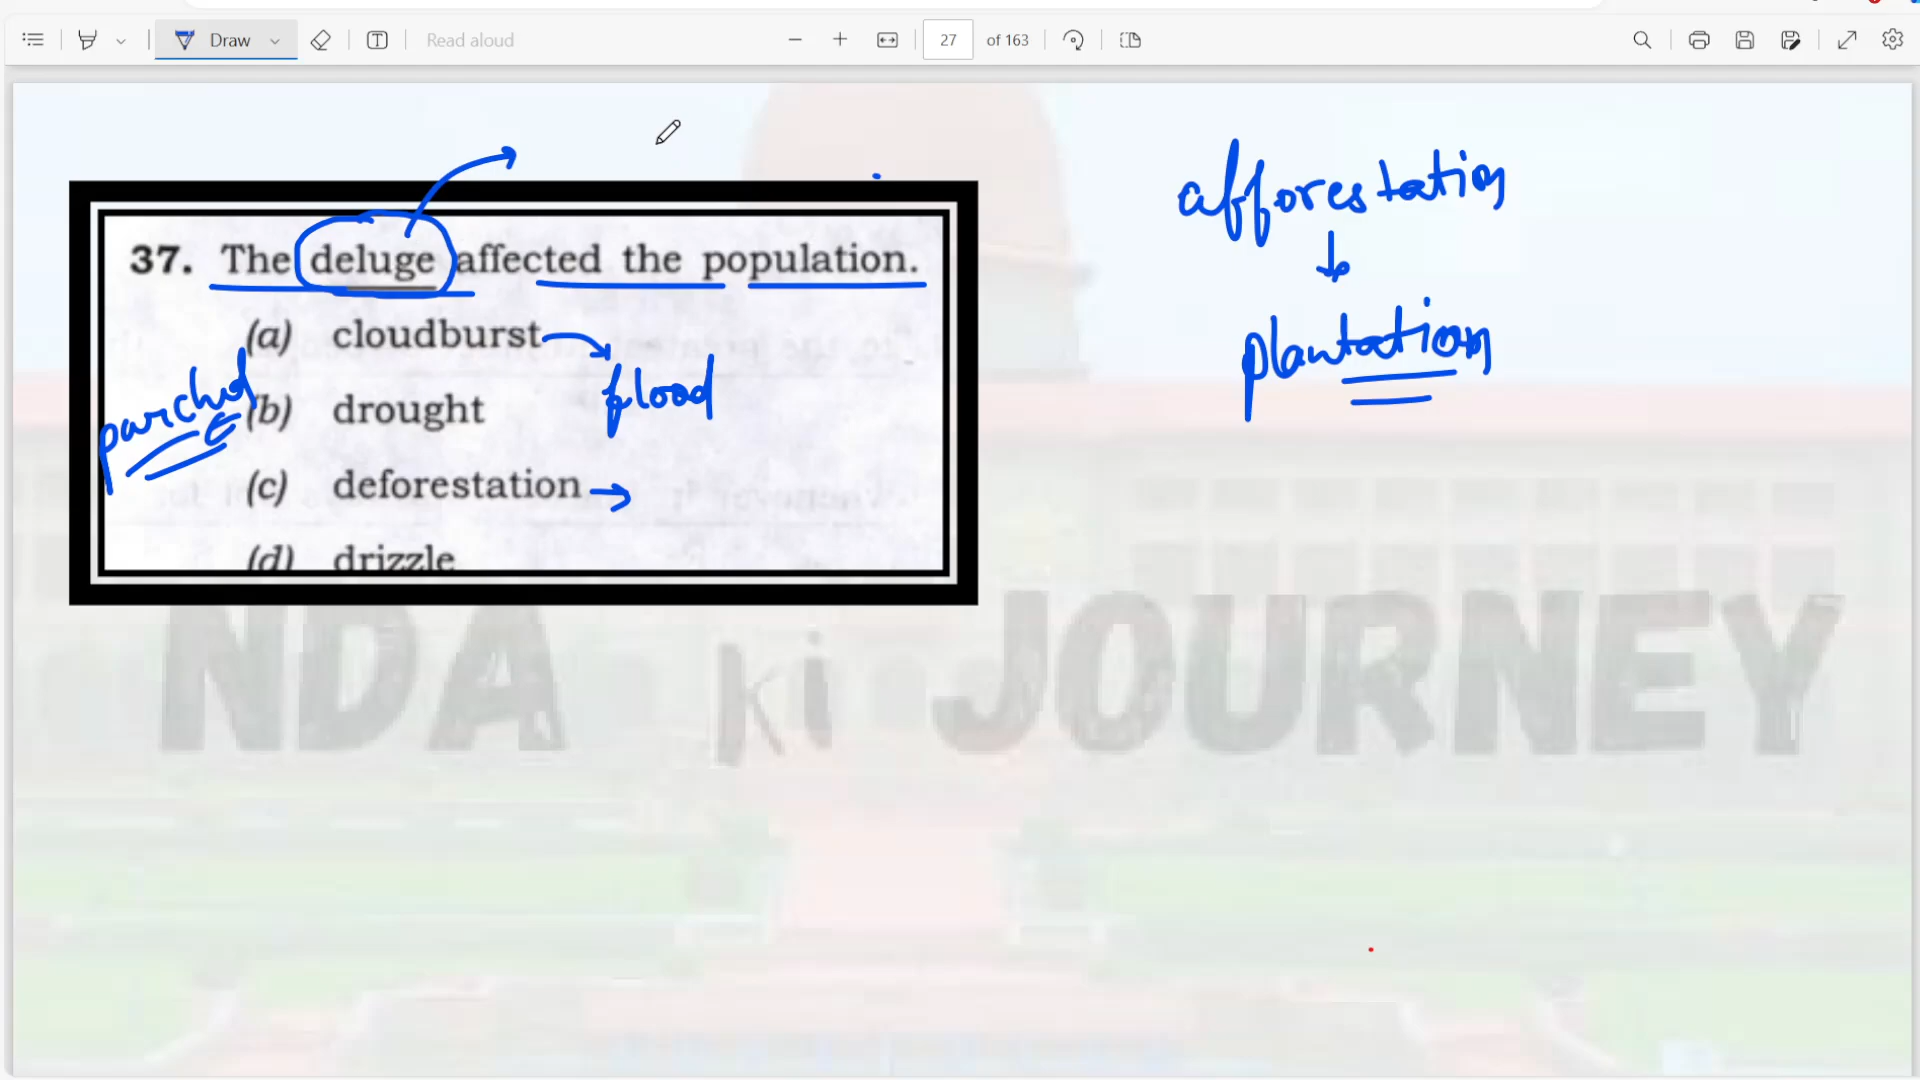 Draw
Read aloud
27 of 163
afforestation
37. The deluge affected the population.
(a) cloudburst
flood
plantation
parched
(b) drought
(c) deforestation
(d) drizzle
NDA ki JOURNEY